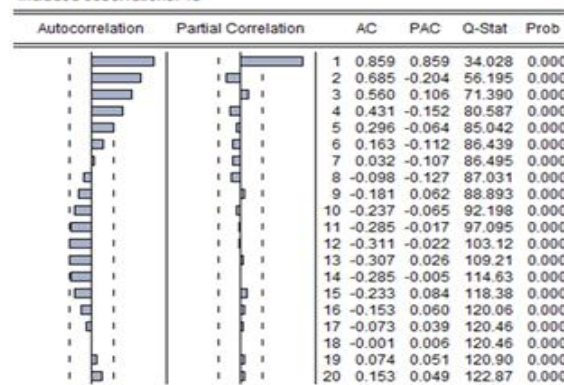 Autocorrelation Partial Correlation AC PAC Q-Stat Prob
1 0.859 0.859 34.028 0.000
2 0.685 -0.204 56.195 0.000
3 0.560 0.106 71.390 0.000
4 0.431 -0.152 80.587 0.000
5 0.296 -0.064 85.042 0.000
6 0.163 -0.112 86.439 0.000
7 0.032 -0.107 86.495 0.000
8 -0.098 -0.127 87.031 0.000
9 -0.181 0.062 88.893 0.000
10 -0.237 -0.065 92.198 0.000
11 -0.285 -0.017 97.095 0.000
12 -0.311 -0.022 103.12 0.000
13 -0.307 0.026 109.21 0.000
14 -0.285 -0.005 114.63 0.000
15 -0.233 0.084 118.38 0.000
16 -0.153 0.060 120.06 0.000
17 -0.073 0.039 120.46 0.000
18 -0.001 0.006 120.46 0.000
19 0.074 0.051 120.90 0.000
20 0.153 0.049 122.87 0.000